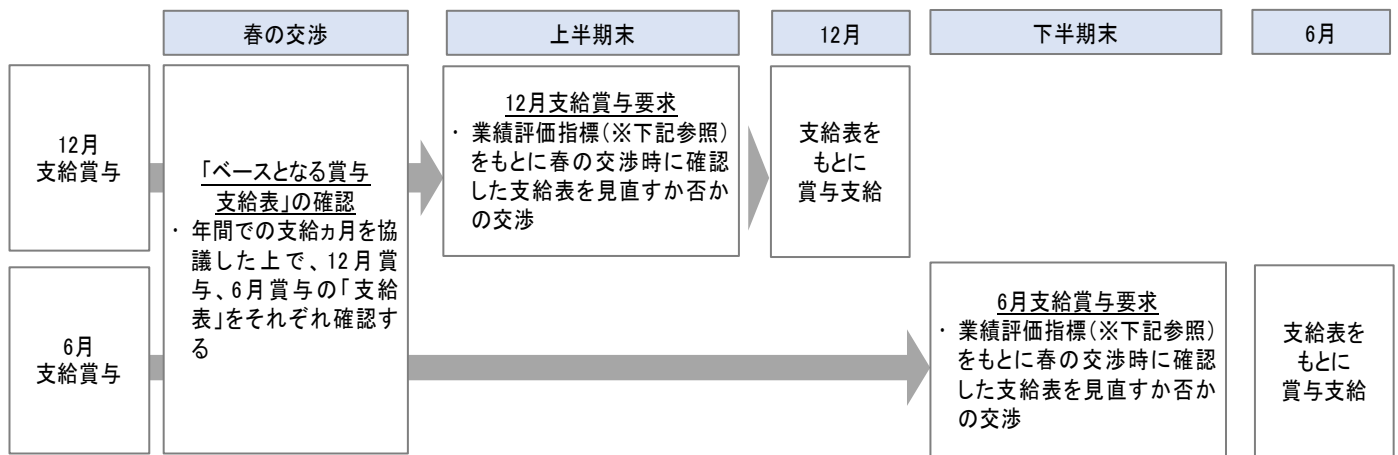 春の交渉
上半期末
12月
下半期末
6月
12月
支給賞与
「ベースとなる賞与
支給表」の確認
・ 年間での支給ヵ月を協
議した上で、12月賞
与、6月賞与の「支給
表」をそれぞれ確認す
る
12月支給賞与要求
・ 業績評価指標(※下記参照)
をもとに春の交渉時に確認
した支給表を見直すか否か
の交渉
支給表を
もとに
賞与支給
6月
支給賞与
6月支給賞与要求
・ 業績評価指標(※下記参照)
をもとに春の交渉時に確認
した支給表を見直すか否か
の交渉
支給表を
もとに
賞与支給